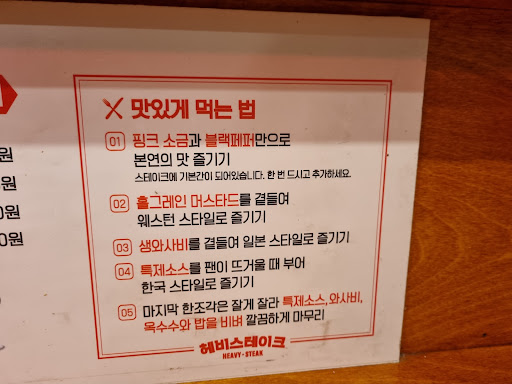 맛있게 먹는 법
01 핑크 소금과 블랙페퍼만으로
본연의 맛 즐기기
스테이크에 기본간이 되어있습니다. 한 번 드시고 추가하세요.
02 홀그레인 머스타드를 곁들여
웨스턴 스타일로 즐기기
03 생와사비를 곁들여 일본 스타일로 즐기기
04 특제소스를 팬이 뜨거울 때 부어
한국 스타일로 즐기기
05 마지막 한조각은 잘게 잘라 특제소스, 와사비,
옥수수와 밥을 비벼 깔끔하게 마무리
헤비스테이크
HEAVY-STEAK
원
원
0원
0원